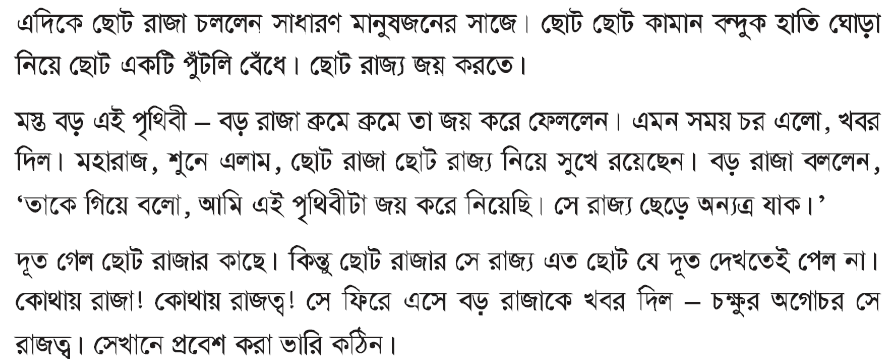 এদিকে ছোট রাজা চললেন সাধারণ মানুষজনের সাজে। ছোট ছোট কামান বন্দুক হাতি ঘোড়া
নিয়ে ছোট একটি পুঁটলি বেঁধে। ছোট রাজ্য জয় করতে।
মস্ত বড় এই পৃথিবী – বড় রাজা ক্রমে ক্রমে তা জয় করে ফেললেন। এমন সময় চর এলো, খবর
দিল। মহারাজ, শুনে এলাম, ছোট রাজা ছোট রাজ্য নিয়ে সুখে রয়েছেন। বড় রাজা বললেন,
‘তাকে গিয়ে বলো, আমি এই পৃথিবীটা জয় করে নিয়েছি। সে রাজ্য ছেড়ে অন্যত্র যাক।’
দূত গেল ছোট রাজার কাছে। কিন্তু ছোট রাজার সে রাজ্য এত ছোট যে দূত দেখতেই পেল না।
কোথায় রাজা! কোথায় রাজত্ব! সে ফিরে এসে বড় রাজাকে খবর দিল – চক্ষুর অগোচর সে
রাজত্ব। সেখানে প্রবেশ করা ভারি কঠিন।